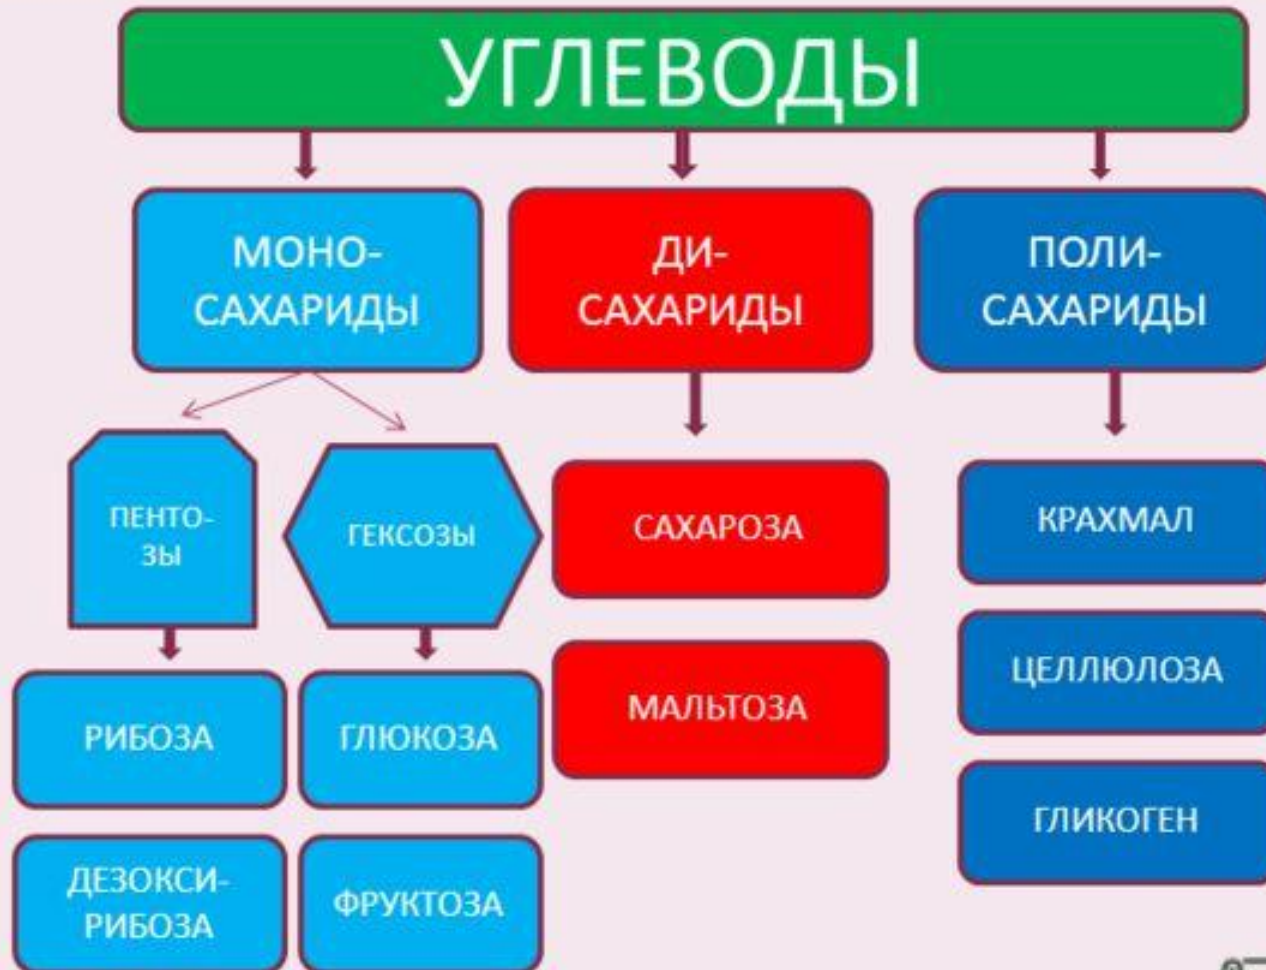 УГЛЕВОДЫ
МОНО-
САХАРИДЫ
ДИ-
САХАРИДЫ
ПОЛИ-
САХАРИДЫ
ПЕНТО-
ЗЫ
ГЕКСОЗЫ
САХАРОЗА
КРАХМАЛ
МАЛЬТОЗА
ЦЕЛЛЮЛОЗА
РИБОЗА
ГЛЮКОЗА
ГЛИКОГЕН
ДЕЗОКСИ-
РИБОЗА
ФРУКТОЗА